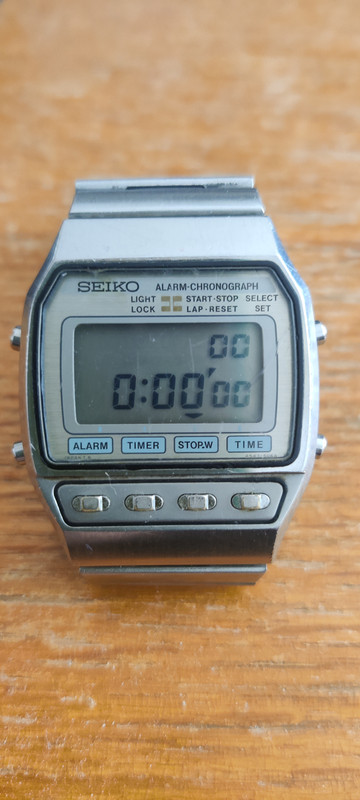 SEIKO ALARM-CHRONOGRAPH
LIGHT START·STOP SELECT
LOCK LAP·RESET SET
00
0:00'00
ALARM TIMER STOP.W TIME